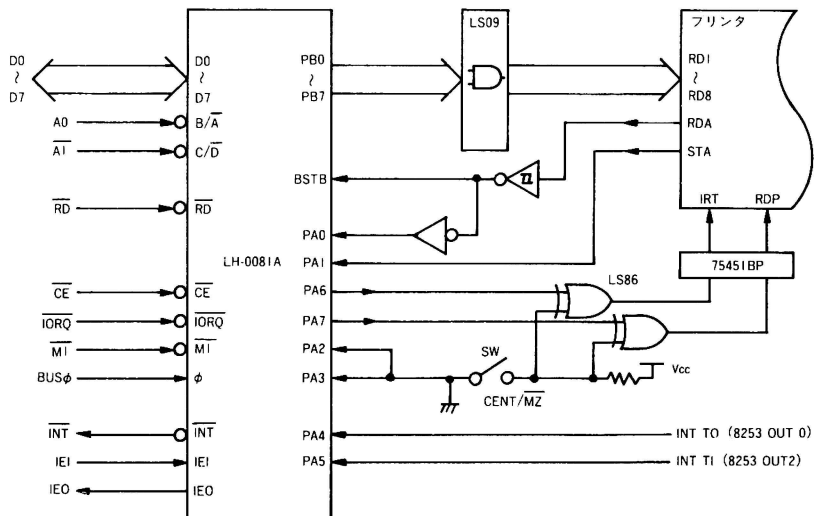 D0
~
D7
A0
A1
RD
CE
IORQ
M1
BUSφ
INT
IEI
IEO
D0
~
D7
B/A
C/D
RD
CE
IORQ
M1
φ
INT
IEI
IEO
LH-0081A
PB0
~
PB7
BSTB
PA0
PA1
PA6
PA7
PA2
PA3
PA4
PA5
LS09
プリンタ
RD1
~
RD8
RDA
STA
IRT
RDP
75451BP
LS86
SW
CENT/MZ
Vcc
INT T0 (8253 OUT 0)
INT T1 (8253 OUT2)